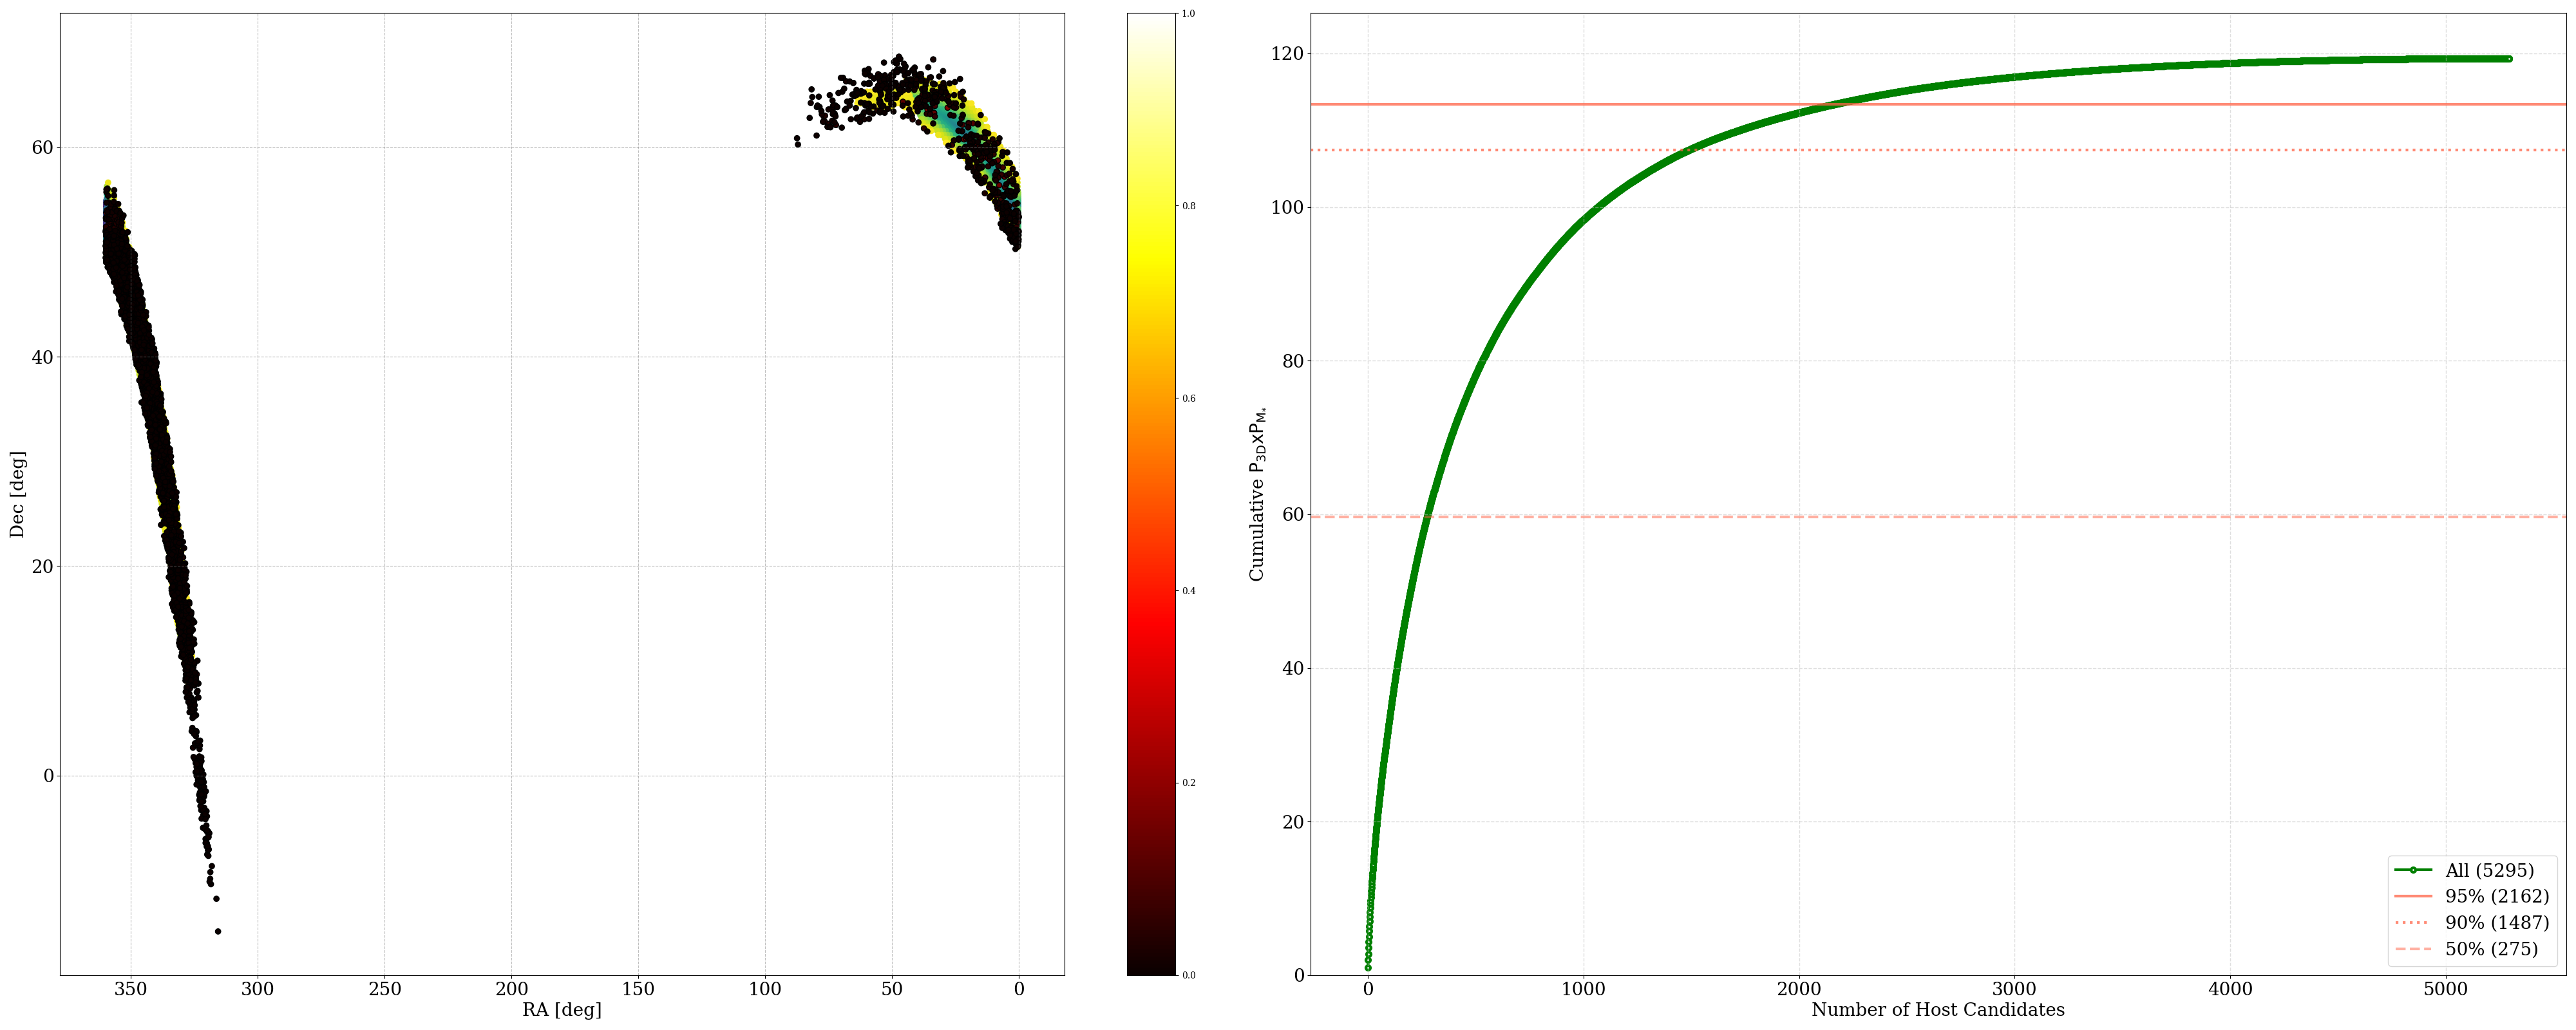 60
40
20
0
Dec [deg]
350 300 250 200 150 100 50 0
RA [deg]
1.0
0.8
0.6
0.4
0.2
0.0
120
100
80
60
40
20
0
Cumulative P3DxPM*
0 1000 2000 3000 4000 5000
Number of Host Candidates
All (5295)
95% (2162)
90% (1487)
50% (275)